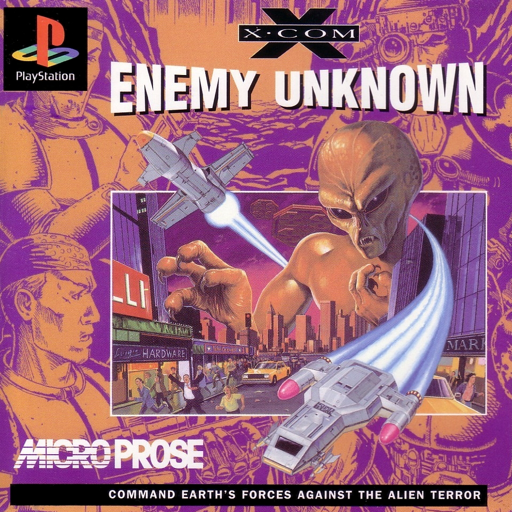 PlayStation
X-COM
ENEMY UNKNOWN
HARDWARE
MICROPROSE
COMMAND EARTH'S FORCES AGAINST THE ALIEN TERROR